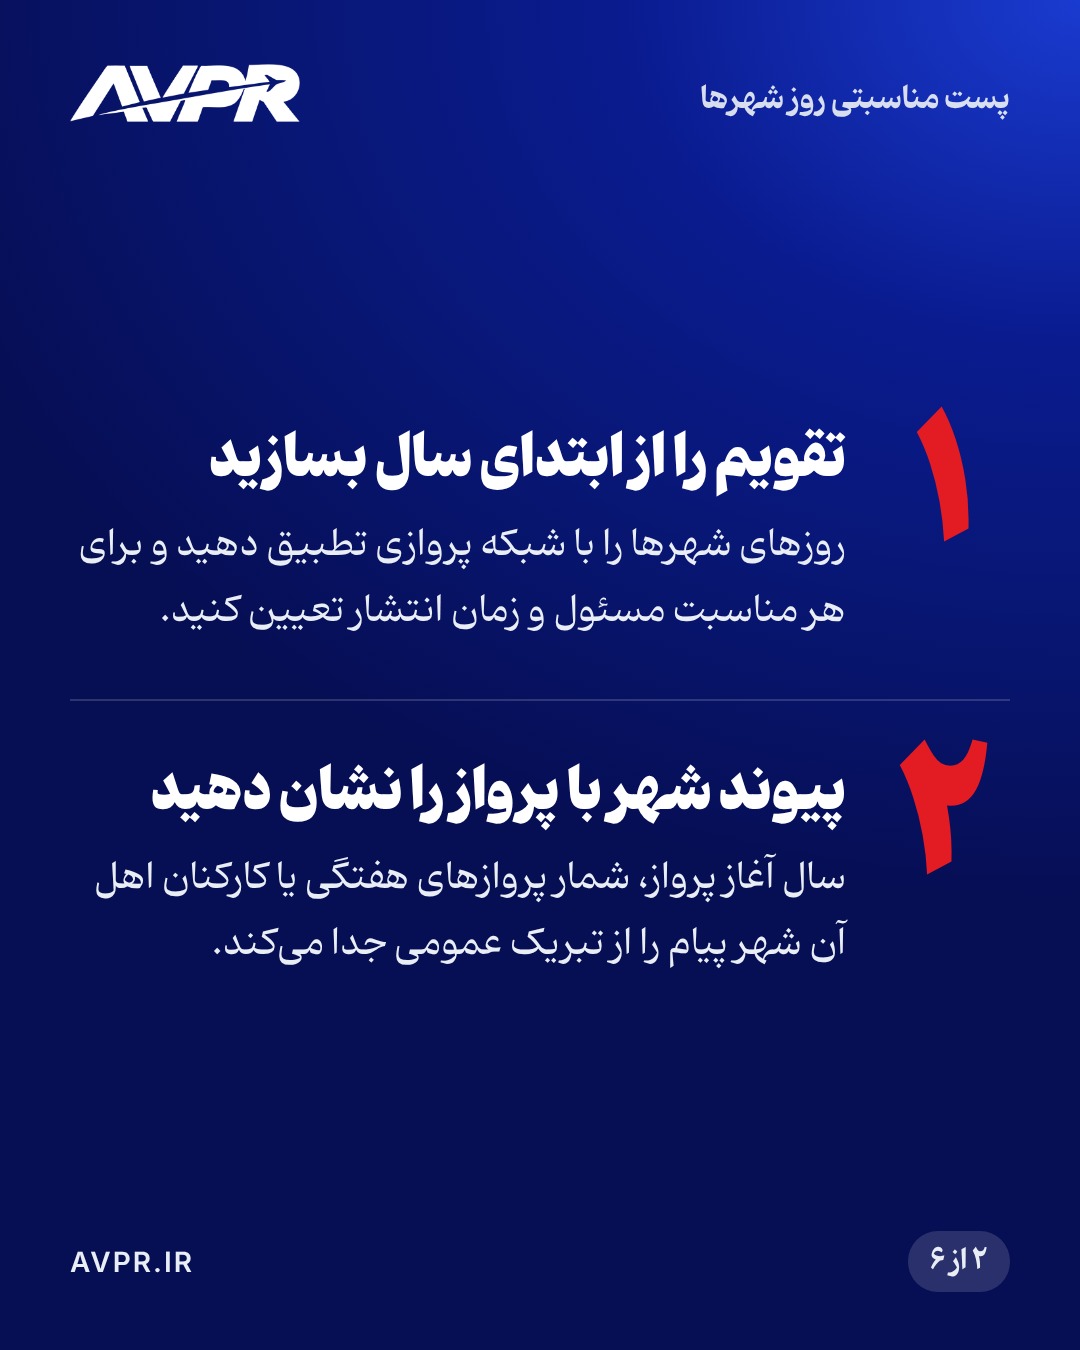 AVPR
پست مناسبتی روز شهرها
۱
تقویم را از ابتدای سال بسازید
روزهای شهرها را با شبکه پروازی تطبیق دهید و برای
هر مناسبت مسئول و زمان انتشار تعیین کنید.
۲
پیوند شهر با پرواز را نشان دهید
سال آغاز پرواز، شمار پروازهای هفتگی یا کارکنان اهل
آن شهر پیام را از تبریک عمومی جدا می‌کند.
AVPR.IR
۲ از ۶